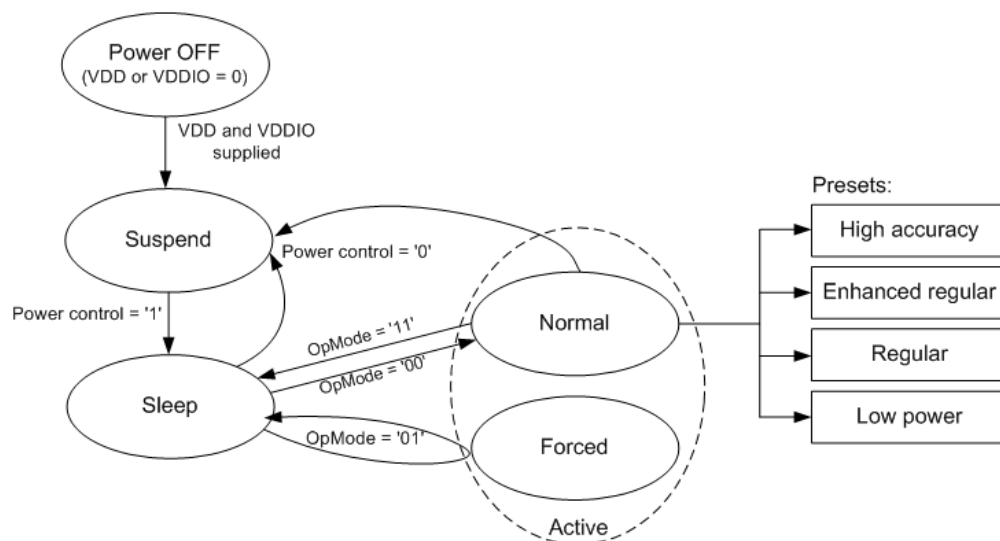 Power OFF
(VDD or VDDIO = 0)
VDD and VDDIO
supplied
Suspend
Power control = '0'
Power control = '1'
OpMode = '11'
OpMode = '00'
Sleep
OpMode = '01'
Normal
Forced
Active
Presets:
High accuracy
Enhanced regular
Regular
Low power